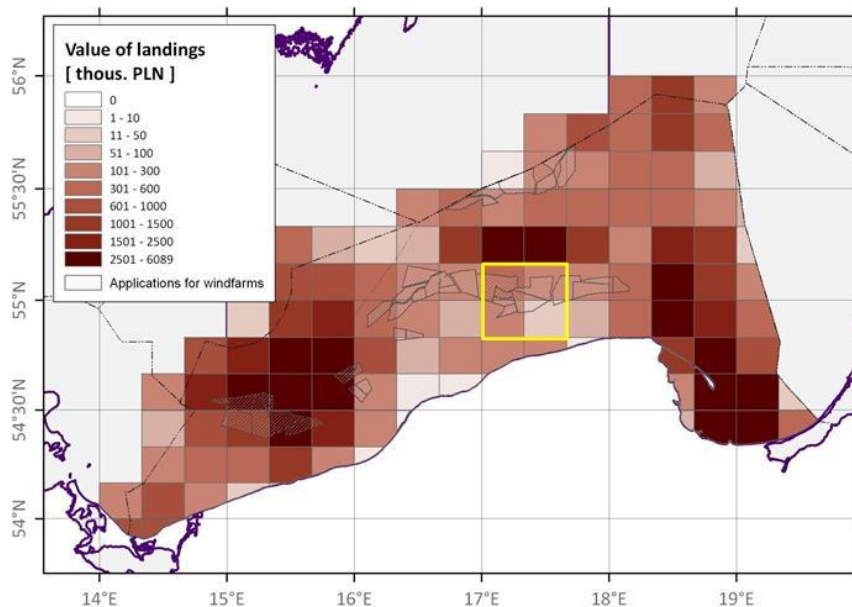 Value of landings
[ thous. PLN ]
0
1 - 10
11 - 50
51 - 100
101 - 300
301 - 600
601 - 1000
1001 - 1500
1501 - 2500
2501 - 6089
Applications for windfarms
56°N
55°30'N
55°N
54°30'N
54°N
14°E
15°E
16°E
17°E
18°E
19°E